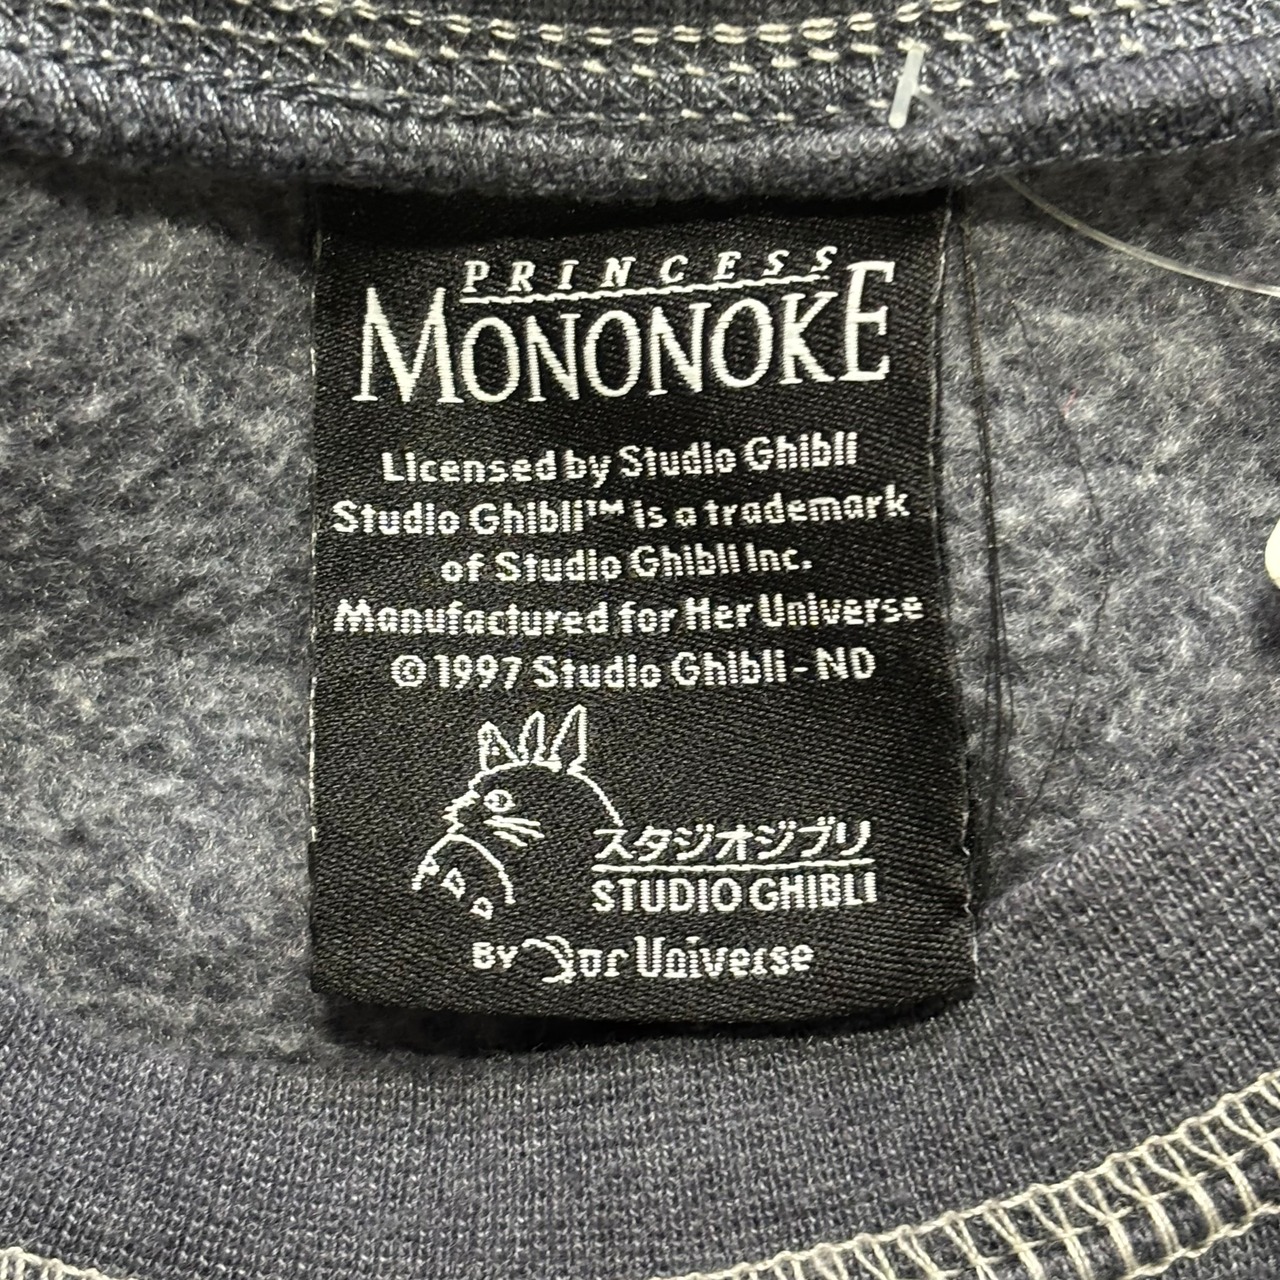 PRINCESS
MONONOKE
Licensed by Studio Ghibli
Studio Ghibli™ is a trademark
of Studio Ghibli Inc.
Manufactured for Her Universe
©1997 Studio Ghibli - ND
スタジオジブリ
STUDIO GHIBLI
BY Our Universe